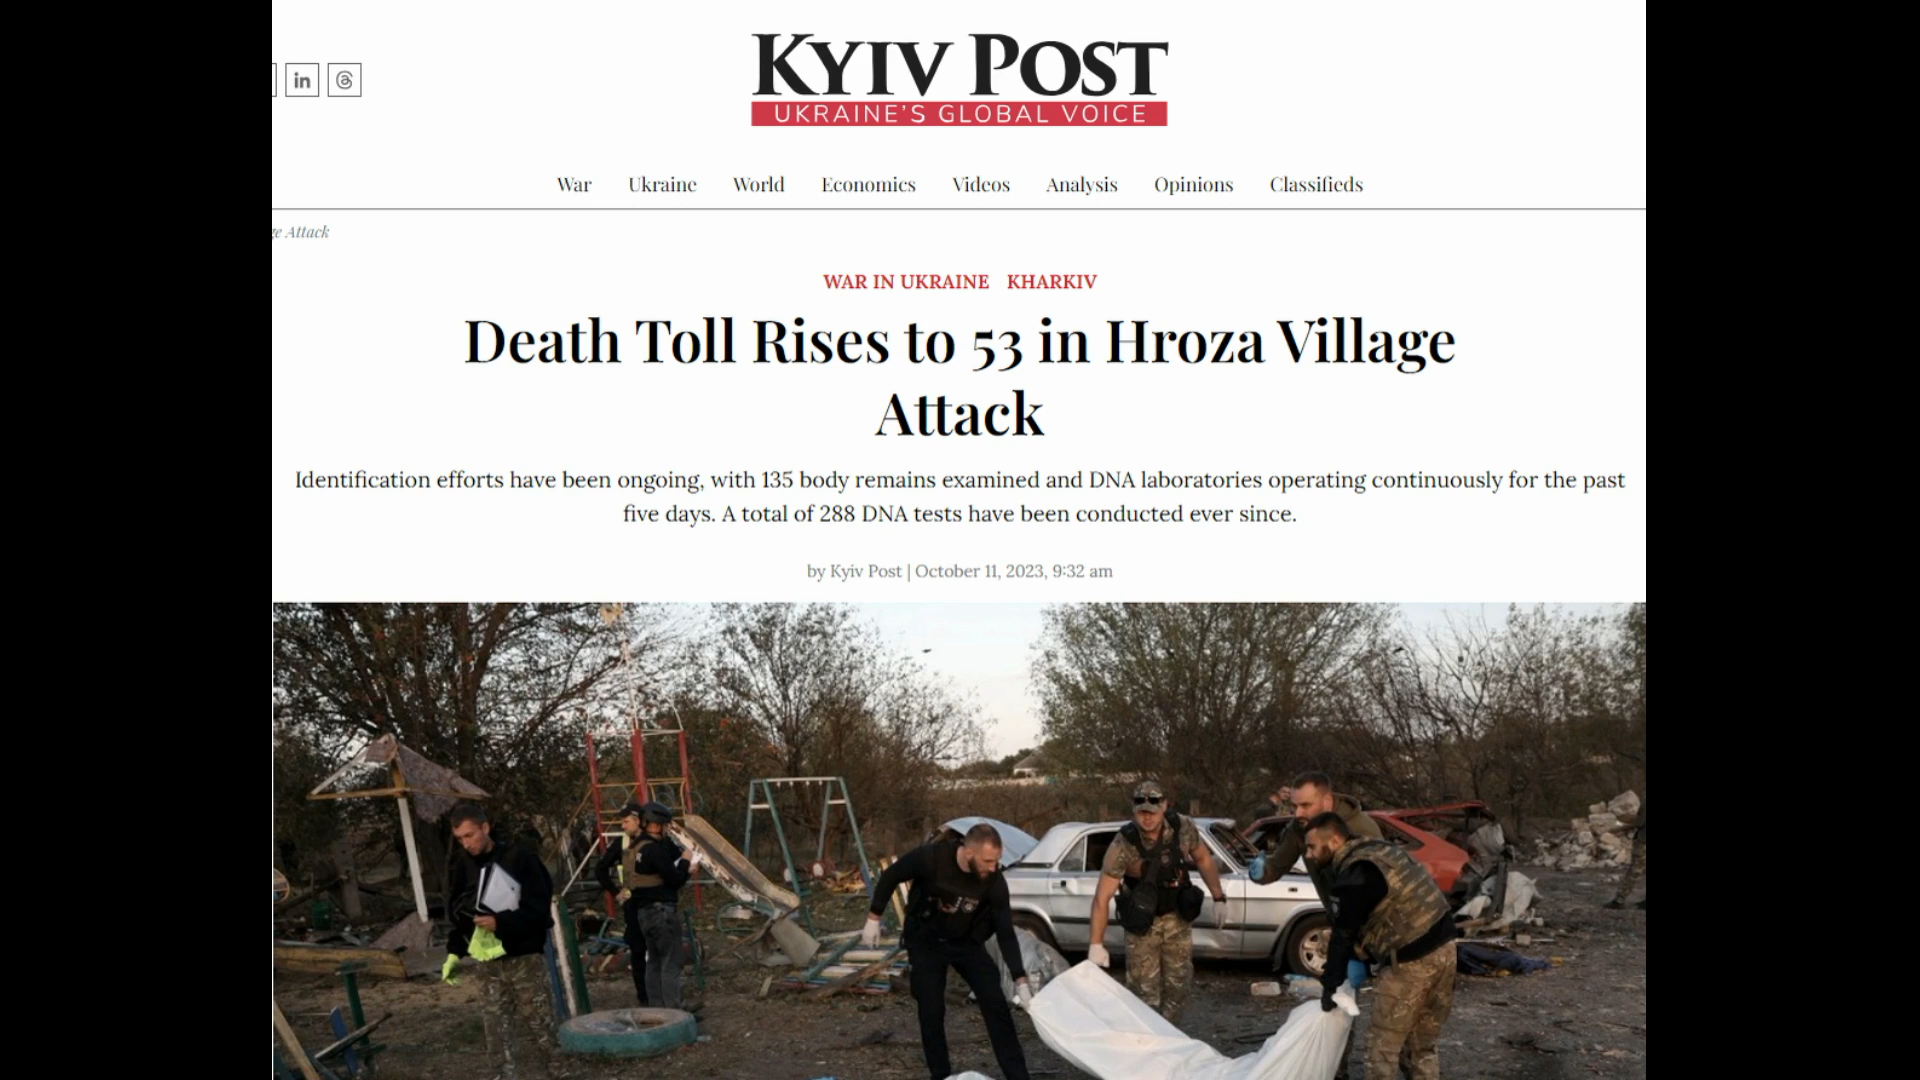 in
KYIV POST
UKRAINE'S GLOBAL VOICE
War Ukraine World Economics Videos Analysis Opinions Classifieds
Attack
WAR IN UKRAINE KHARKIV
Death Toll Rises to 53 in Hroza Village
Attack
Identification efforts have been ongoing, with 135 body remains examined and DNA laboratories operating continuously for the past
five days. A total of 288 DNA tests have been conducted ever since.
by Kyiv Post | October 11, 2023, 9:32 am